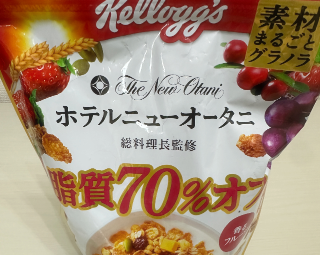 Kellogg's
素材
まるごと
グラノラ
The New Otani
ホテルニューオータニ
総料理長監修
脂質70%オフ